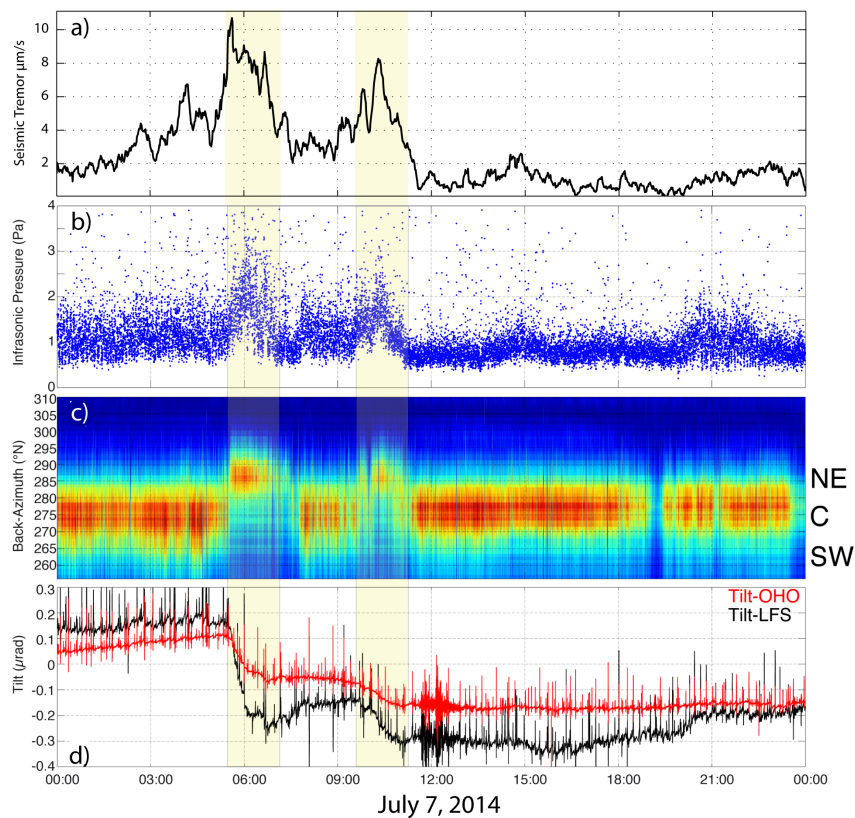 a)
Seismic Tremor μm/s
10
8
6
4
2
b)
Infrasonic Pressure (Pa)
4
3
2
1
0
c)
Back-Azimuth (°N)
310
305
300
295
290
285
280
275
270
265
260
NE
C
SW
Tilt-OHO
Tilt-LFS
Tilt (μrad)
0.3
0.2
0.1
0
-0.1
-0.2
-0.3
-0.4
d)
00:00 03:00 06:00 09:00 12:00 15:00 18:00 21:00 00:00
July 7, 2014